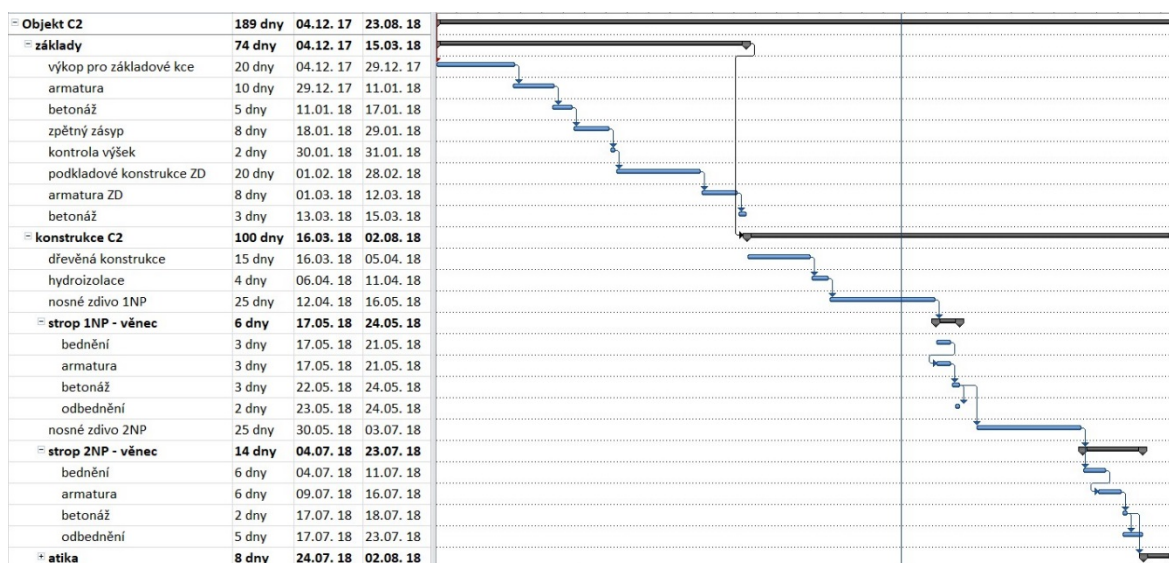 Objekt C2 189 dny 04.12. 17 23.08. 18
základy 74 dny 04.12. 17 15.03. 18
výkop pro základové kce 20 dny 04.12. 17 29.12. 17
armatura 10 dny 29.12. 17 11.01. 18
betonáž 5 dny 11.01. 18 17.01. 18
zpětný zásyp 8 dny 18.01. 18 29.01. 18
kontrola výšek 2 dny 30.01. 18 31.01. 18
podkladové konstrukce ZD 20 dny 01.02. 18 28.02. 18
armatura ZD 8 dny 01.03. 18 12.03. 18
betonáž 3 dny 13.03. 18 15.03. 18
konstrukce C2 100 dny 16.03. 18 02.08. 18
dřevěná konstrukce 15 dny 16.03. 18 05.04. 18
hydroizolace 4 dny 06.04. 18 11.04. 18
nosné zdivo 1NP 25 dny 12.04. 18 16.05. 18
strop 1NP - věnec 6 dny 17.05. 18 24.05. 18
bednění 3 dny 17.05. 18 21.05. 18
armatura 3 dny 17.05. 18 21.05. 18
betonáž 3 dny 22.05. 18 24.05. 18
odbednění 2 dny 23.05. 18 24.05. 18
nosné zdivo 2NP 25 dny 30.05. 18 03.07. 18
strop 2NP - věnec 14 dny 04.07. 18 23.07. 18
bednění 6 dny 04.07. 18 11.07. 18
armatura 6 dny 09.07. 18 16.07. 18
betonáž 2 dny 17.07. 18 18.07. 18
odbednění 5 dny 17.07. 18 23.07. 18
atika 8 dny 24.07. 18 02.08. 18